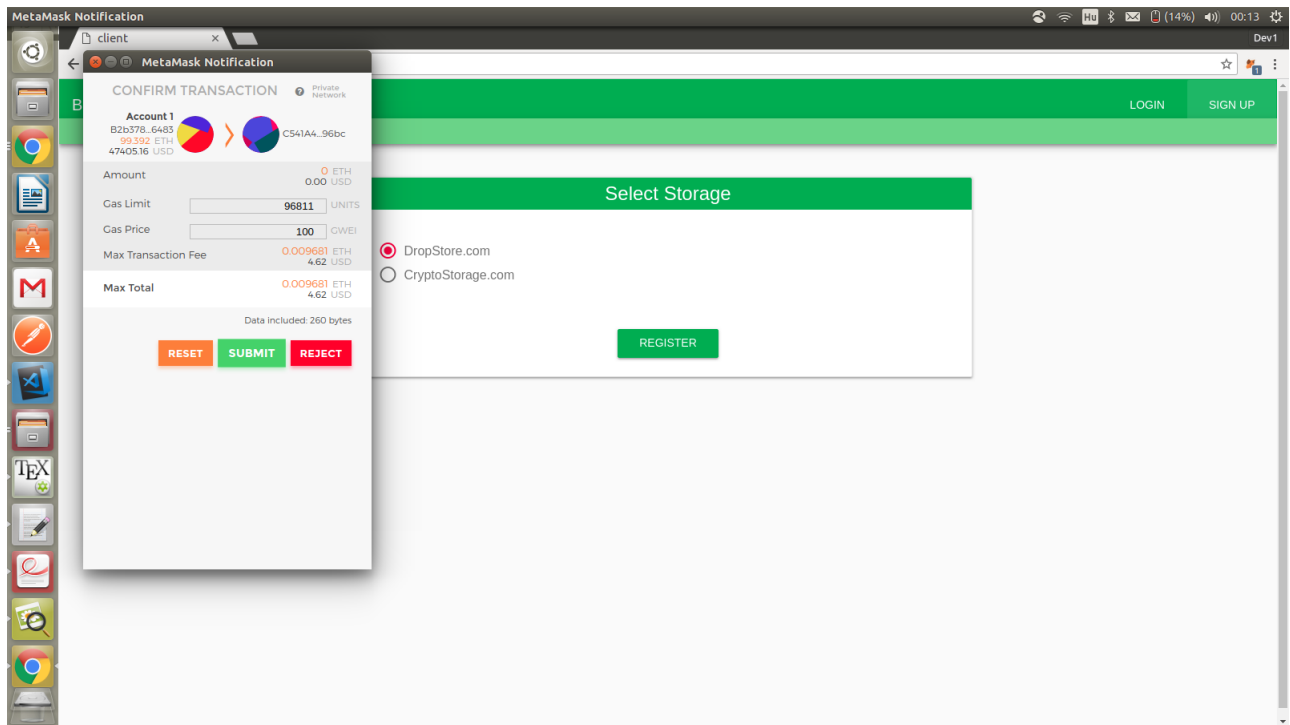 MetaMask Notification
Hu
(14%)
00:13
client
Dev1
MetaMask Notification
CONFIRM TRANSACTION
Private
Network
Account 1
B2b378...6483
99.392 ETH
47405.16 USD
C541A4...96bc
Amount
0 ETH
0.00 USD
Gas Limit
96811 UNITS
Gas Price
100 GWEI
Max Transaction Fee
0.009681 ETH
4.62 USD
Max Total
0.009681 ETH
4.62 USD
Data included: 260 bytes
RESET SUBMIT REJECT
B
LOGIN SIGN UP
Select Storage
DropStore.com
CryptoStorage.com
REGISTER
1
TEX